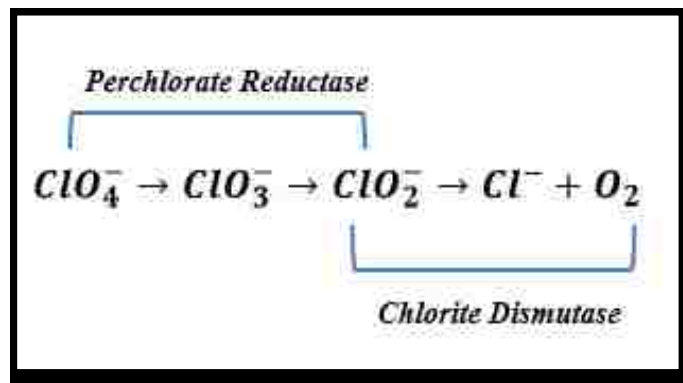 Perchlorate Reductase
ClO₄⁻ → ClO₃⁻ → ClO₂⁻ → Cl⁻ + O₂
Chlorite Dismutase